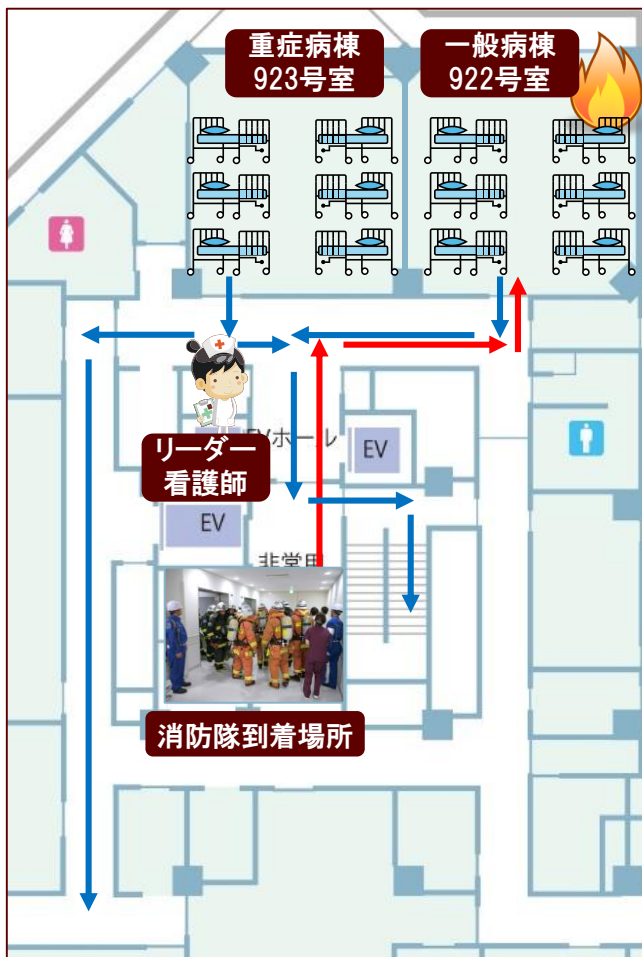 重症病棟
923号室
一般病棟
922号室
リーダー
看護師
EVホール
EV
EV
非常用
消防隊到着場所